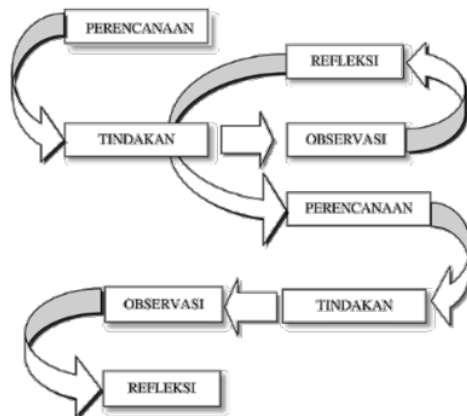 PERENCANAAN
REFLEKSI
TINDAKAN
OBSERVASI
PERENCANAAN
OBSERVASI
TINDAKAN
REFLEKSI